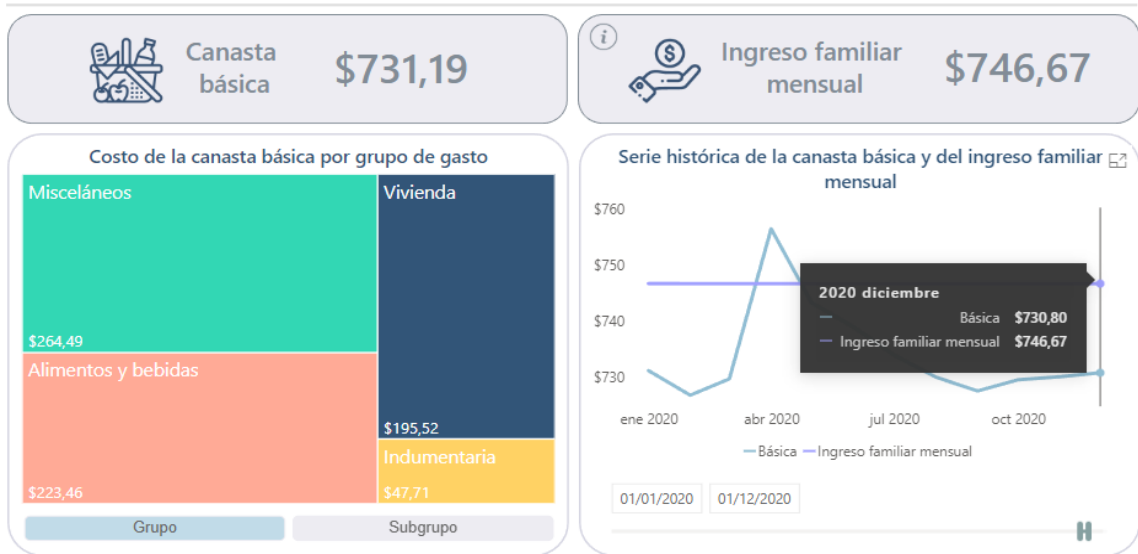 Canasta
básica
$731,19
i
Ingreso familiar
mensual
$746,67
Costo de la canasta básica por grupo de gasto
Misceláneos
$264,49
Alimentos y bebidas
$223,46
Vivienda
$195,52
Indumentaria
$47,71
Grupo
Subgrupo
Serie histórica de la canasta básica y del ingreso familiar
mensual
$760
$750
$740
$730
2020 diciembre
Básica $730,80
Ingreso familiar mensual $746,67
ene 2020
abr 2020
jul 2020
oct 2020
Básica
Ingreso familiar mensual
01/01/2020
01/12/2020